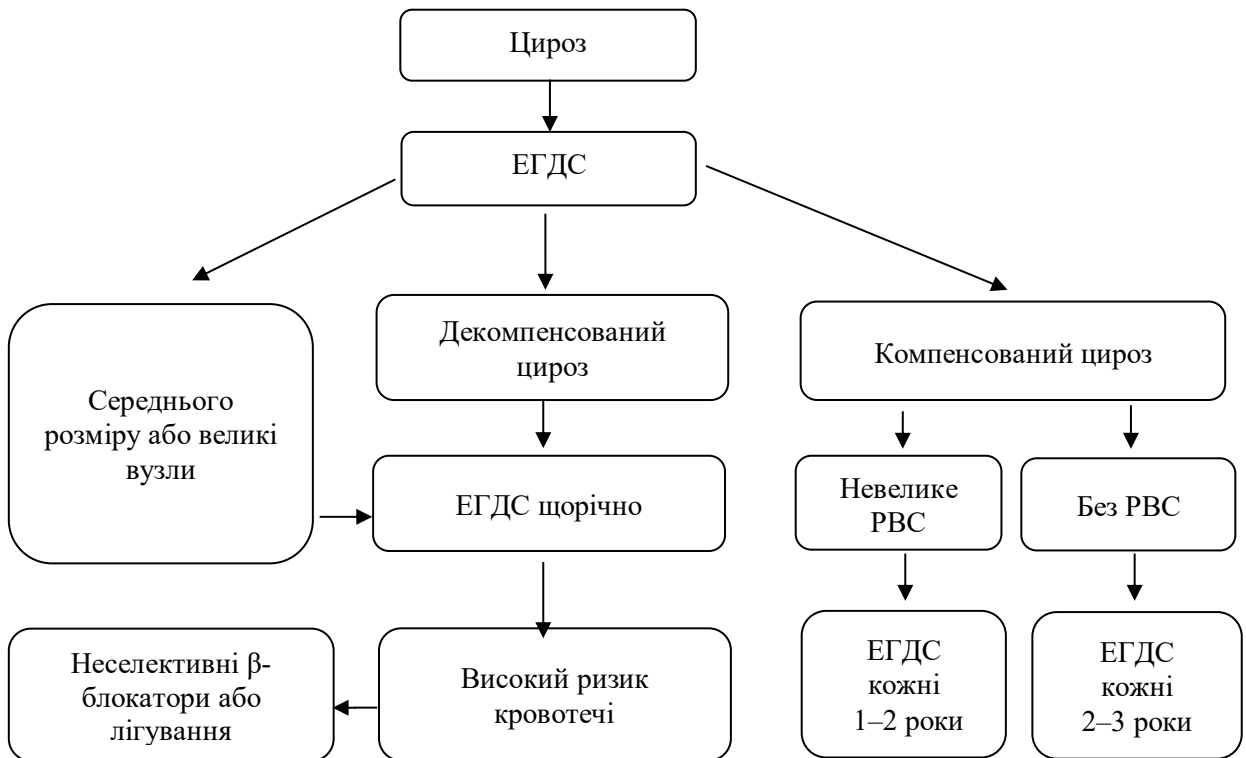 Цироз
ЕГДС
Декомпенсований
цироз
Компенсований цироз
Середнього
розміру або великі
вузли
ЕГДС щорічно
Невелике
РВС
Без РВС
Неселективні β-
блокатори або
лігування
Високий ризик
кровотечі
ЕГДС
кожні
1–2 роки
ЕГДС
кожні
2–3 роки